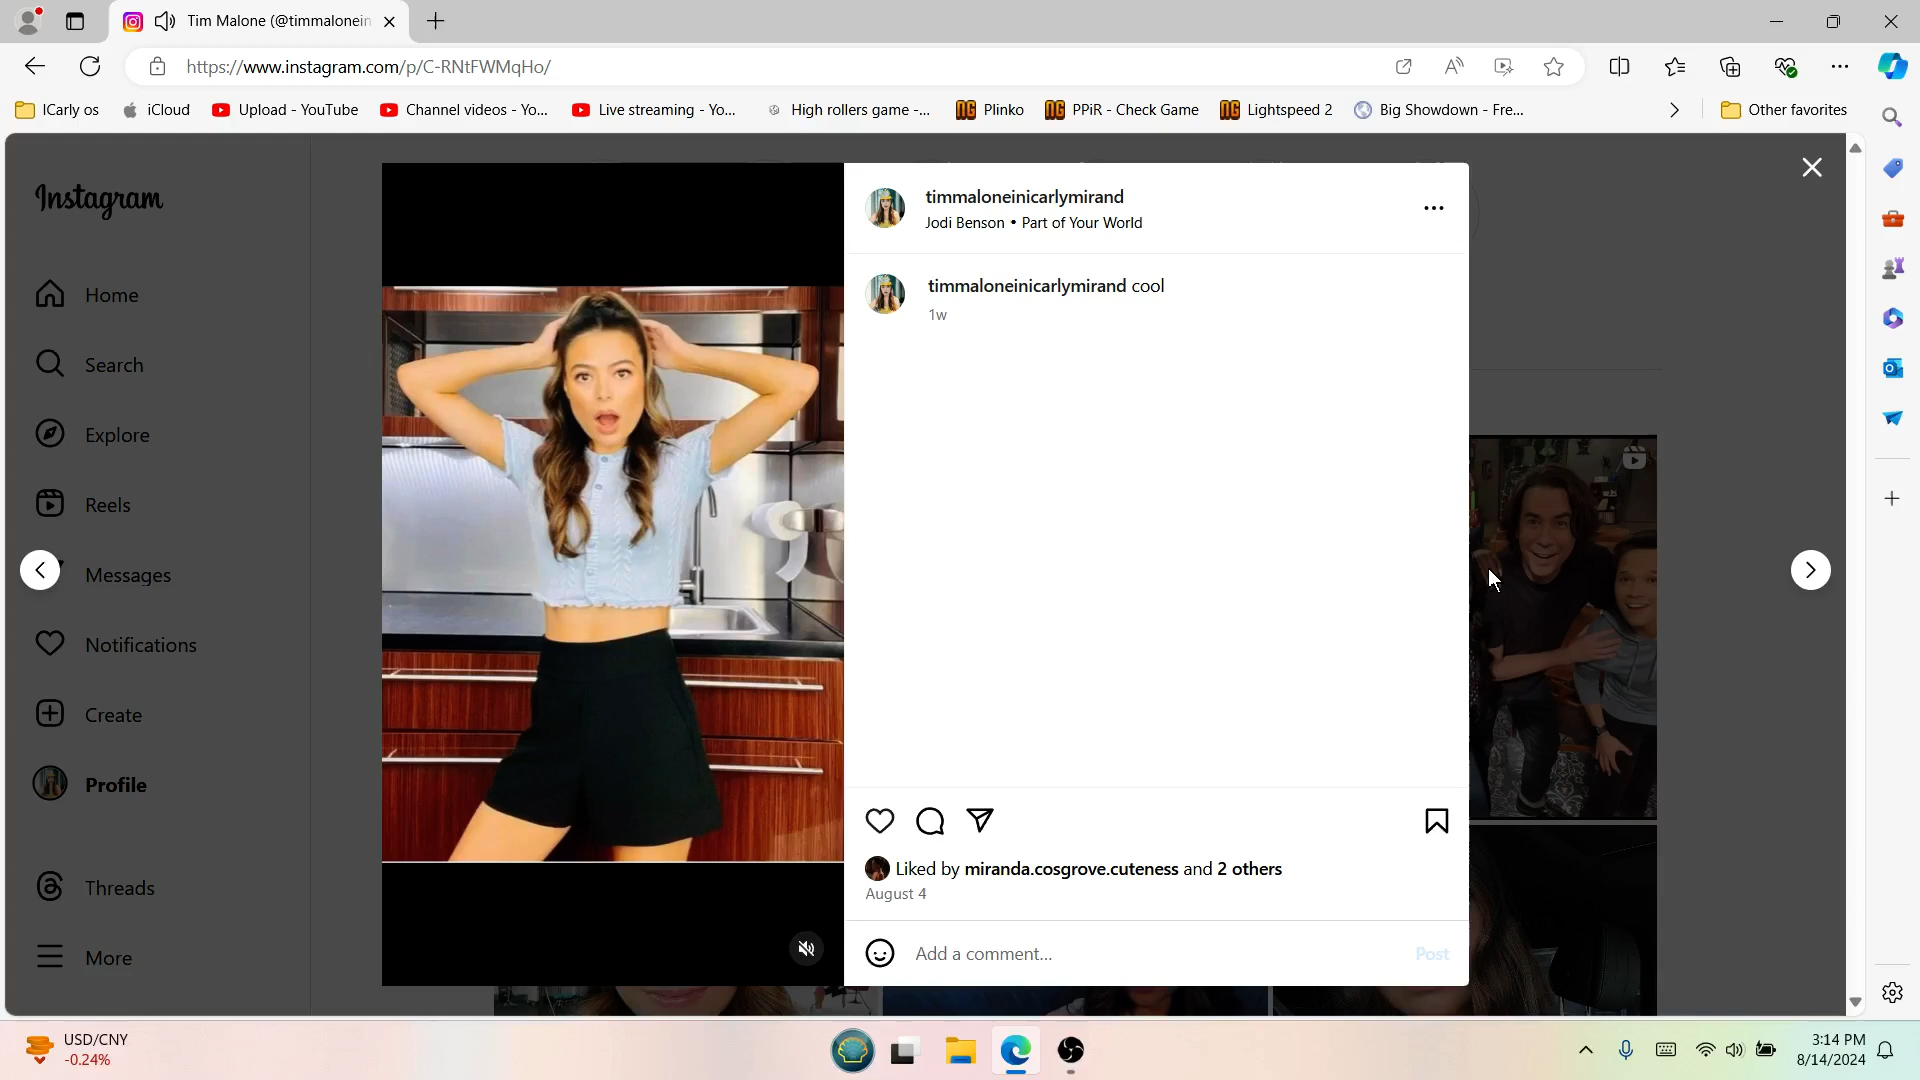 Tim Malone (@timmalonein
https://www.instagram.com/p/C-RNtFWMqHo/
ICarly os
iCloud
Upload - YouTube
Channel videos - Yo...
Live streaming - Yo...
High rollers game -...
Plinko
PPiR - Check Game
Lightspeed 2
Big Showdown - Fre...
Other favorites
Instagram
Home
Search
Explore
Reels
Messages
Notifications
Create
Profile
Threads
More
timmaloneinicarlymirand
Jodi Benson • Part of Your World
timmaloneinicarlymirand cool
1w
Liked by miranda.cosgrove.cuteness and 2 others
August 4
Add a comment...
Post
USD/CNY
-0.24%
3:14 PM
8/14/2024